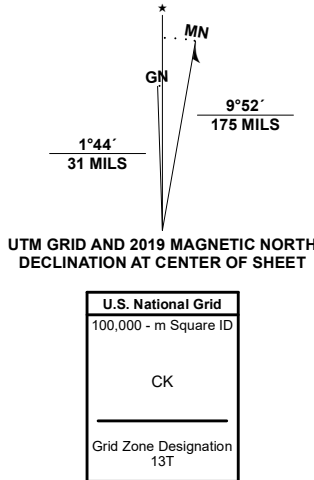 ★
MN
GN
9°52´
175 MILS
1°44´
31 MILS
UTM GRID AND 2019 MAGNETIC NORTH
DECLINATION AT CENTER OF SHEET
U.S. National Grid
100,000 - m Square ID
CK
Grid Zone Designation
13T